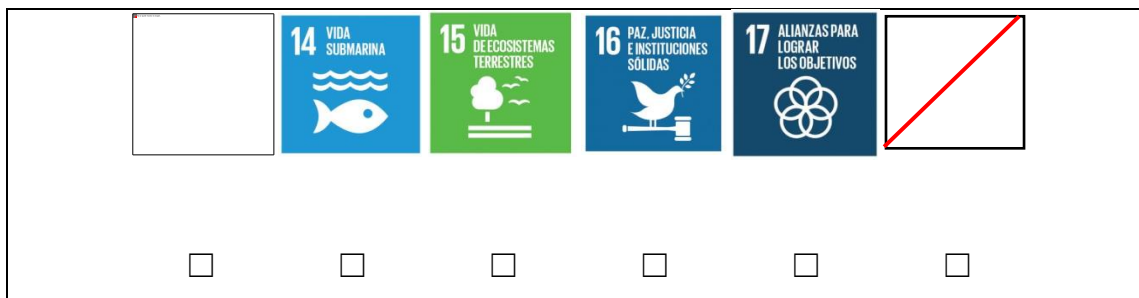 14 VIDA
SUBMARINA
15 VIDA
DE ECOSISTEMAS
TERRESTRES
16 PAZ, JUSTICIA
E INSTITUCIONES
SÓLIDAS
17 ALIANZAS PARA
LOGRAR
LOS OBJETIVOS